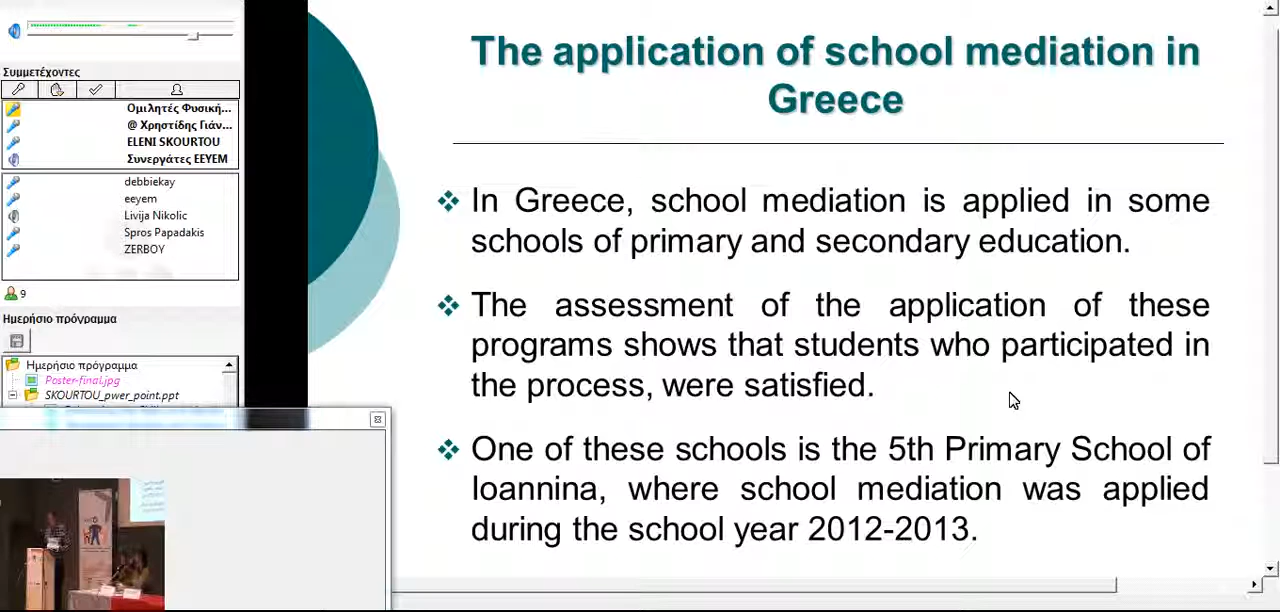 Συμμετέχοντες
Ομιλητές Φυσική...
@ Χρηστίδης Γιάν...
ELENI SKOURTOU
Συνεργάτες ΕΕΥΕΜ
debbiekay
eeyem
Livija Nikolic
Spros Papadakis
ZERBOY
9
Ημερήσιο πρόγραμμα
Ημερήσιο πρόγραμμα
Poster-final.jpg
SKOURTOU_pwer_point.ppt
The application of school mediation in
Greece
In Greece, school mediation is applied in some
schools of primary and secondary education.
The assessment of the application of these
programs shows that students who participated in
the process, were satisfied.
One of these schools is the 5th Primary School of
Ioannina, where school mediation was applied
during the school year 2012-2013.